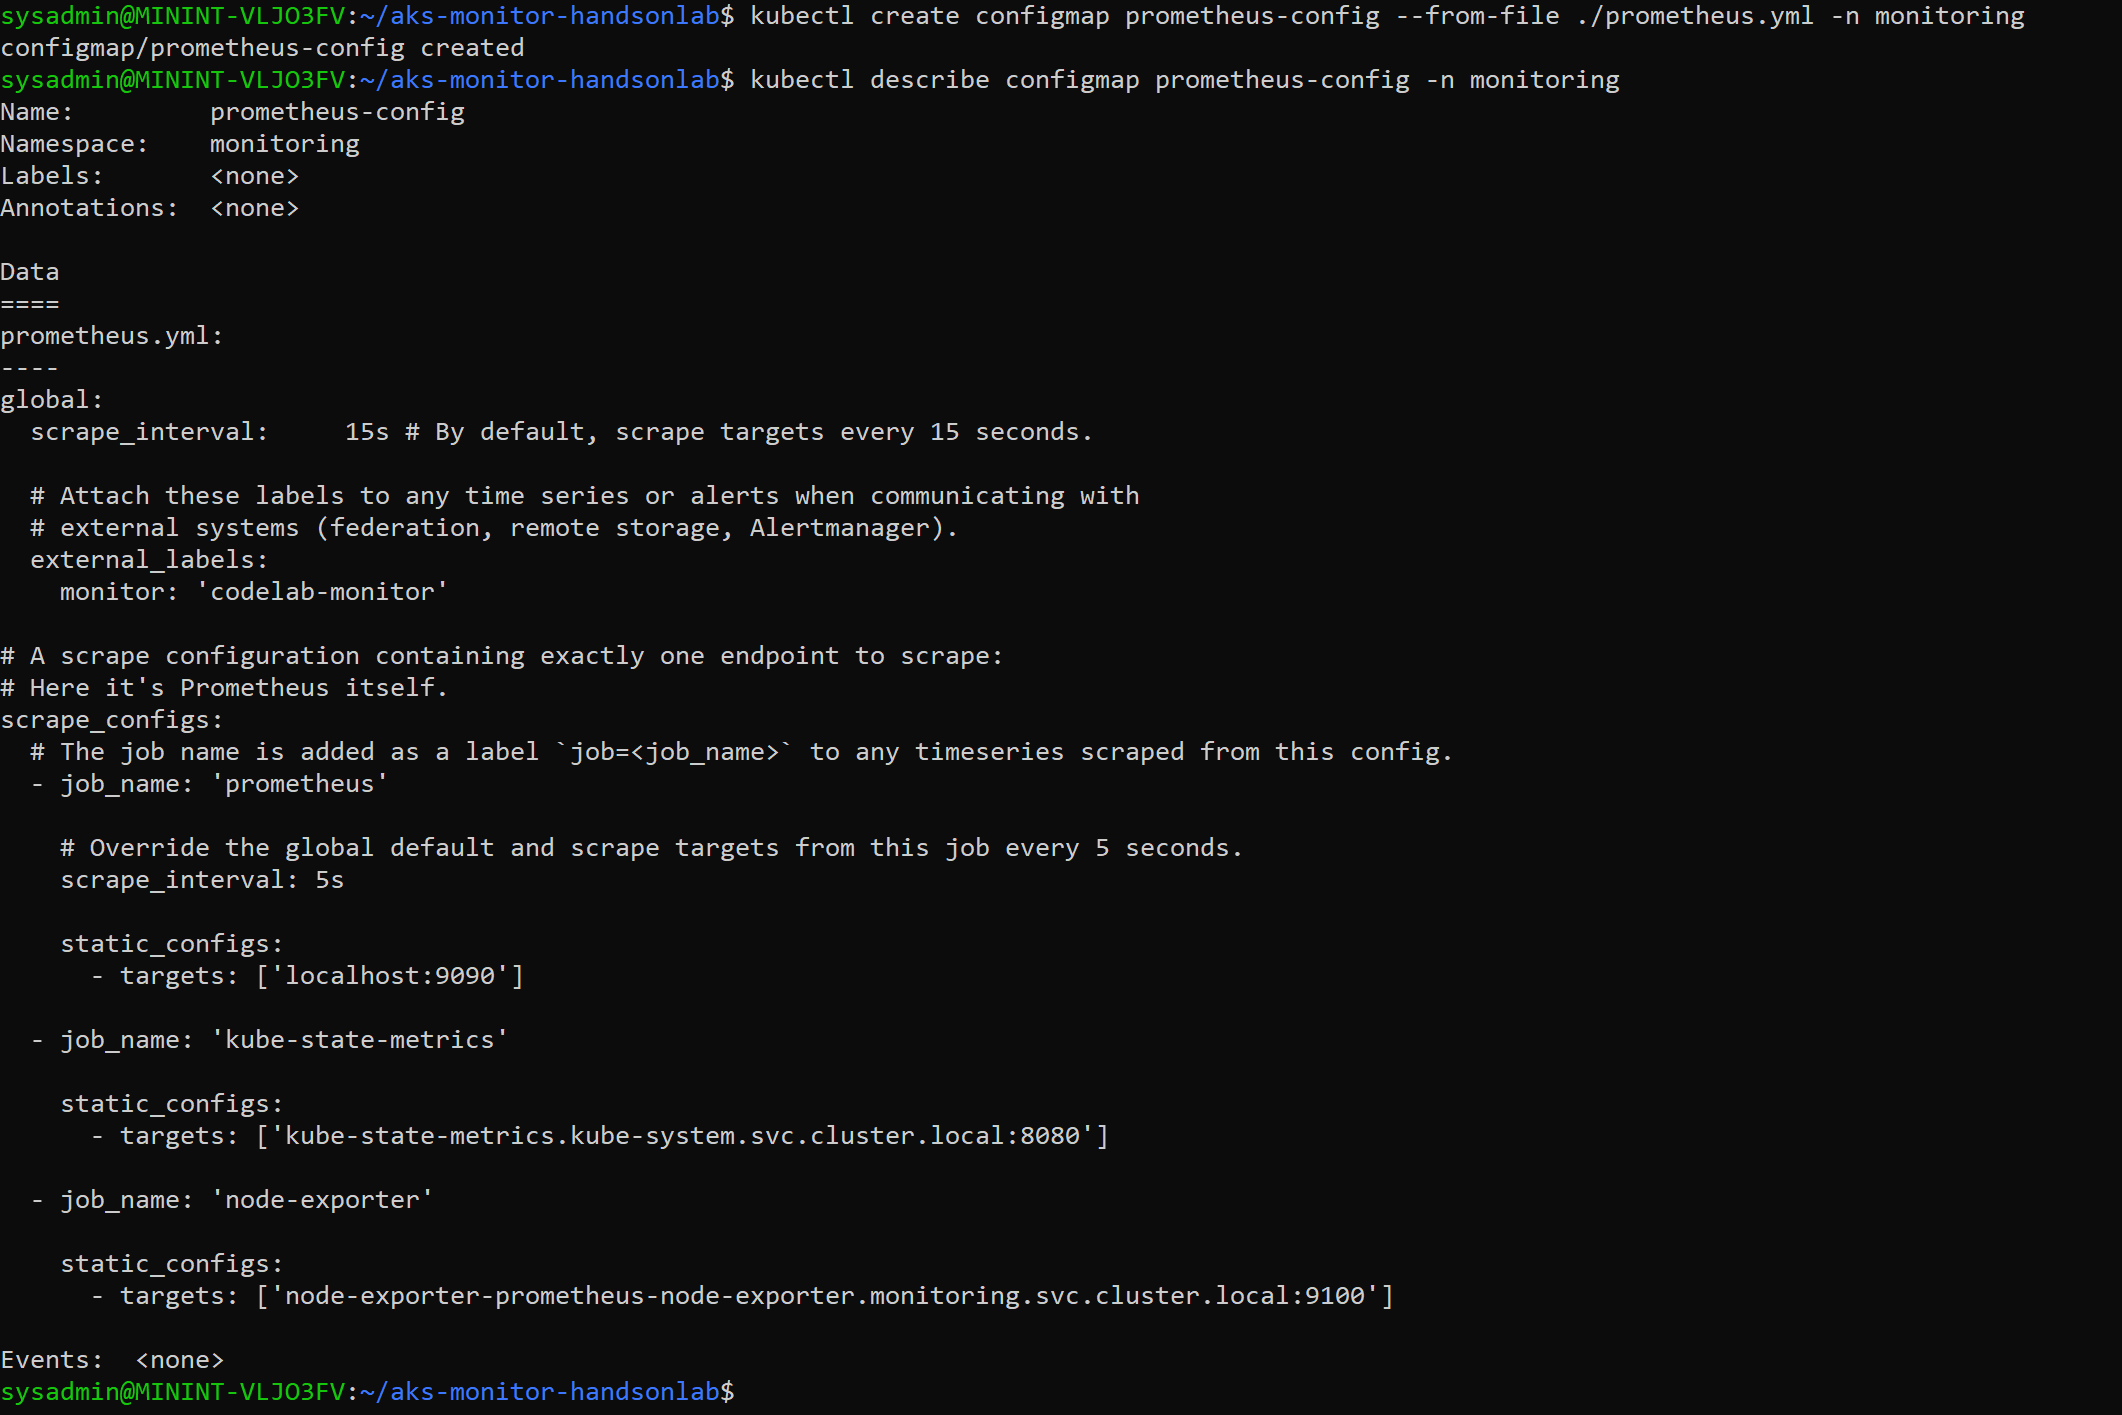 sysadmin@MININT-VLJO3FV:~/aks-monitor-handsonlab$ kubectl create configmap prometheus-config --from-file ./prometheus.yml -n monitoring
configmap/prometheus-config created
sysadmin@MININT-VLJO3FV:~/aks-monitor-handsonlab$ kubectl describe configmap prometheus-config -n monitoring
Name:         prometheus-config
Namespace:    monitoring
Labels:       <none>
Annotations:  <none>

Data
====
prometheus.yml:
----
global:
  scrape_interval:     15s # By default, scrape targets every 15 seconds.

  # Attach these labels to any time series or alerts when communicating with
  # external systems (federation, remote storage, Alertmanager).
  external_labels:
    monitor: 'codelab-monitor'

# A scrape configuration containing exactly one endpoint to scrape:
# Here it's Prometheus itself.
scrape_configs:
  # The job name is added as a label `job=<job_name>` to any timeseries scraped from this config.
  - job_name: 'prometheus'

    # Override the global default and scrape targets from this job every 5 seconds.
    scrape_interval: 5s

    static_configs:
      - targets: ['localhost:9090']

  - job_name: 'kube-state-metrics'

    static_configs:
      - targets: ['kube-state-metrics.kube-system.svc.cluster.local:8080']

  - job_name: 'node-exporter'

    static_configs:
      - targets: ['node-exporter-prometheus-node-exporter.monitoring.svc.cluster.local:9100']

Events:  <none>
sysadmin@MININT-VLJO3FV:~/aks-monitor-handsonlab$